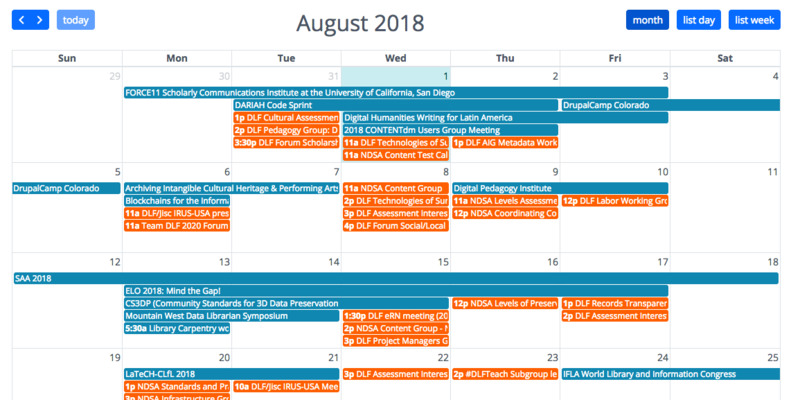 today
August 2018
month
list day
list week
Sun Mon Tue Wed Thu Fri Sat
29 30 31 1 2 3 4
FORCE11 Scholarly Communications Institute at the University of California, San Diego
DARIAH Code Sprint
DrupalCamp Colorado
1p DLF Cultural Assessmen
Digital Humanities Writing for Latin America
2p DLF Pedagogy Group: D
2018 CONTENTdm Users Group Meeting
3:30p DLF Forum Scholarsh
11a DLF Technologies of Su
1p DLF AIG Metadata Work
11a NDSA Content Test Cal
5 6 7 8 9 10 11
DrupalCamp Colorado
Archiving Intangible Cultural Heritage & Performing Arts
11a NDSA Content Group
Digital Pedagogy Institute
Blockchains for the Informa
2p DLF Technologies of Sur
11a NDSA Levels Assessme
12p DLF Labor Working Gro
11a DLF/Jisc IRUS-USA pres
3p DLF Assessment Interes
12p NDSA Coordinating Co
11a Team DLF 2020 Forum
4p DLF Forum Social/Local
12 13 14 15 16 17 18
SAA 2018
ELO 2018: Mind the Gap!
CS3DP (Community Standards for 3D Data Preservation
12p NDSA Levels of Presen
1p DLF Records Transparen
Mountain West Data Librarian Symposium
1:30p DLF eRN meeting (20
2p DLF Assessment Interes
5:30a Library Carpentry wo
2p NDSA Content Group - N
3p DLF Project Managers G
19 20 21 22 23 24 25
LaTeCH-CLfL 2018
3p DLF Assessment Interes
2p #DLFTeach Subgroup le
IFLA World Library and Information Congress
1p NDSA Standards and Pr
10a DLF/Jisc IRUS-USA Mee
3p NDSA Infrastructure Gr